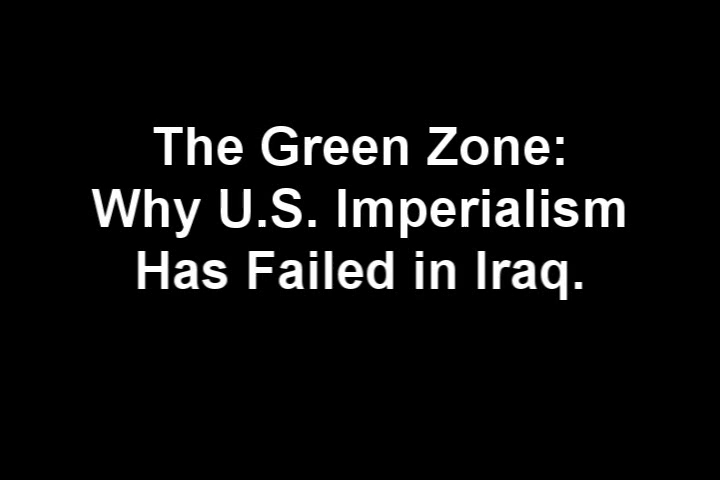 The Green Zone:
Why U.S. Imperialism
Has Failed in Iraq.